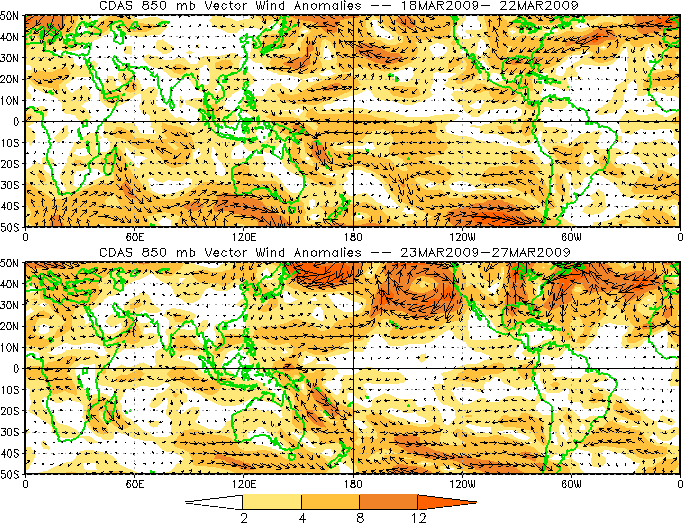 CDAS 850 mb Vector Wind Anomalies -- 18MAR2009- 22MAR2009
50N
40N
30N
20N
10N
0
10S
20S
30S
40S
50S
0 60E 120E 180 120W 60W 0
CDAS 850 mb Vector Wind Anomalies -- 23MAR2009-27MAR2009
50N
40N
30N
20N
10N
0
10S
20S
30S
40S
50S
0 60E 120E 180 120W 60W 0
2 4 8 12